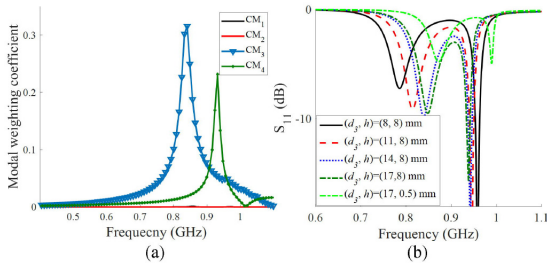 0.4
0.3
0.2
0.1
0
Modal weighting coefficient
CM1
CM2
CM3
CM4
0.5 0.6 0.7 0.8 0.9 1
Frequecny (GHz)
(a)
0
-10
S11 (dB)
(d3, h)=(8, 8) mm
(d3, h)=(11, 8) mm
(d3, h)=(14, 8) mm
(d3, h)=(17,8) mm
(d3, h)=(17, 0.5) mm
0.6 0.7 0.8 0.9 1 1.1
Frequency (GHz)
(b)